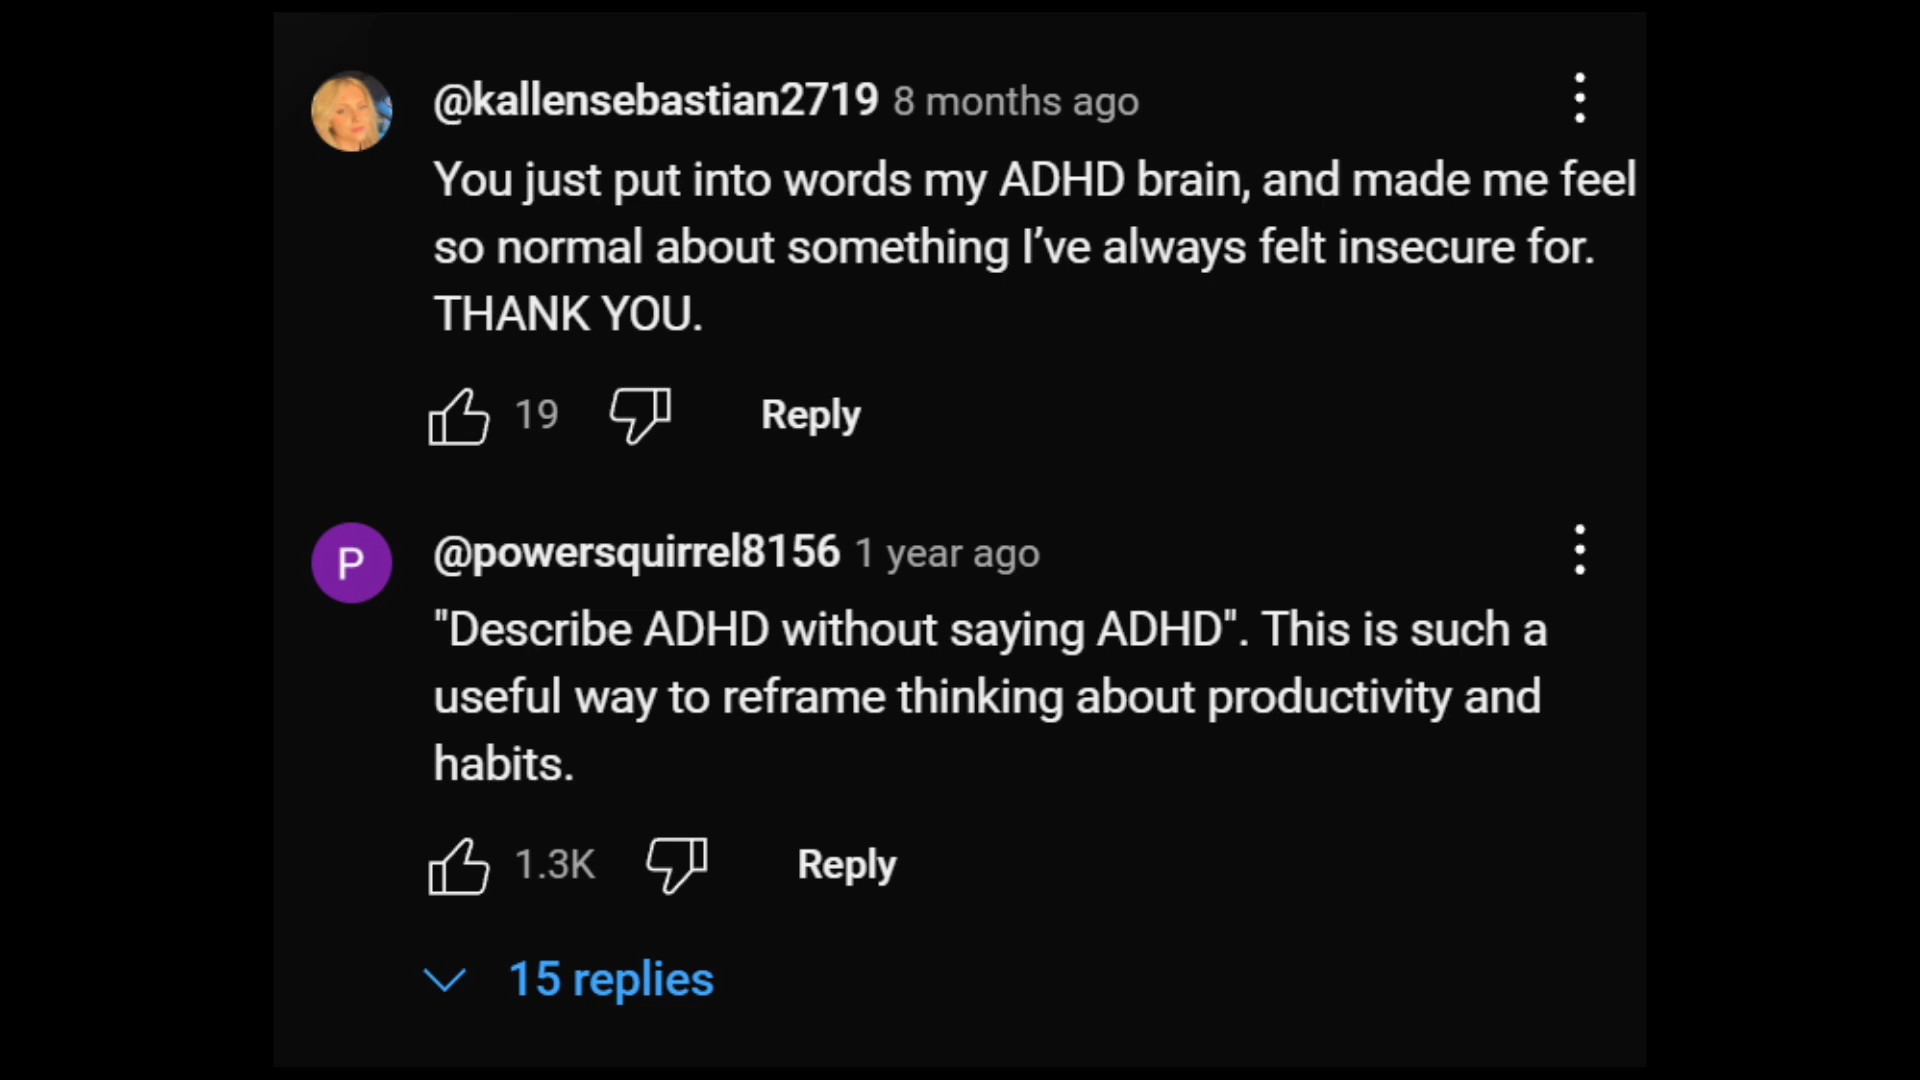 @kallensebastian2719 8 months ago
You just put into words my ADHD brain, and made me feel
so normal about something I’ve always felt insecure for.
THANK YOU.
19 Reply
P
@powersquirrel8156 1 year ago
"Describe ADHD without saying ADHD". This is such a
useful way to reframe thinking about productivity and
habits.
1.3K Reply
15 replies